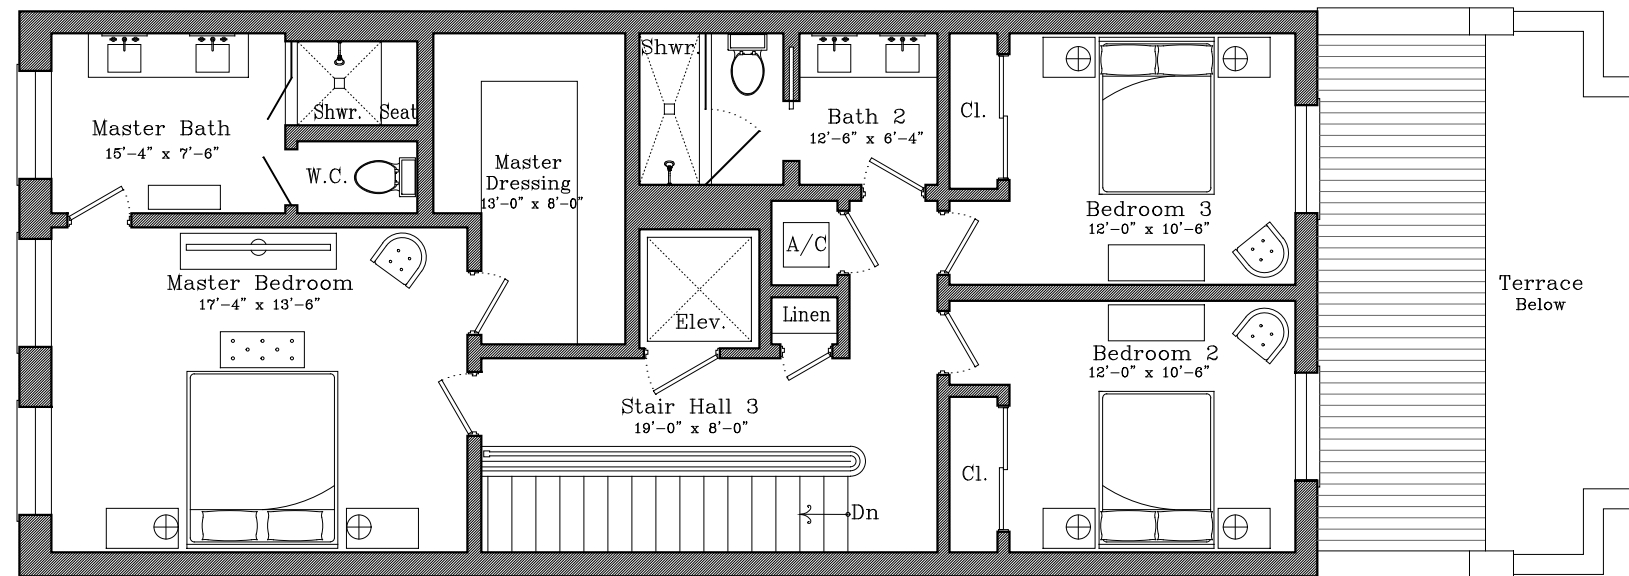 Master Bath
15'-4" x 7'-6"
Shwr.
Seat
W.C.
Master
Dressing
13'-0" x 8'-0"
Shwr.
Bath 2
12'-6" x 6'-4"
Cl.
Bedroom 3
12'-0" x 10'-6"
A/C
Linen
Elev.
Master Bedroom
17'-4" x 13'-6"
Terrace
Below
Bedroom 2
12'-0" x 10'-6"
Stair Hall 3
19'-0" x 8'-0"
Cl.
Dn